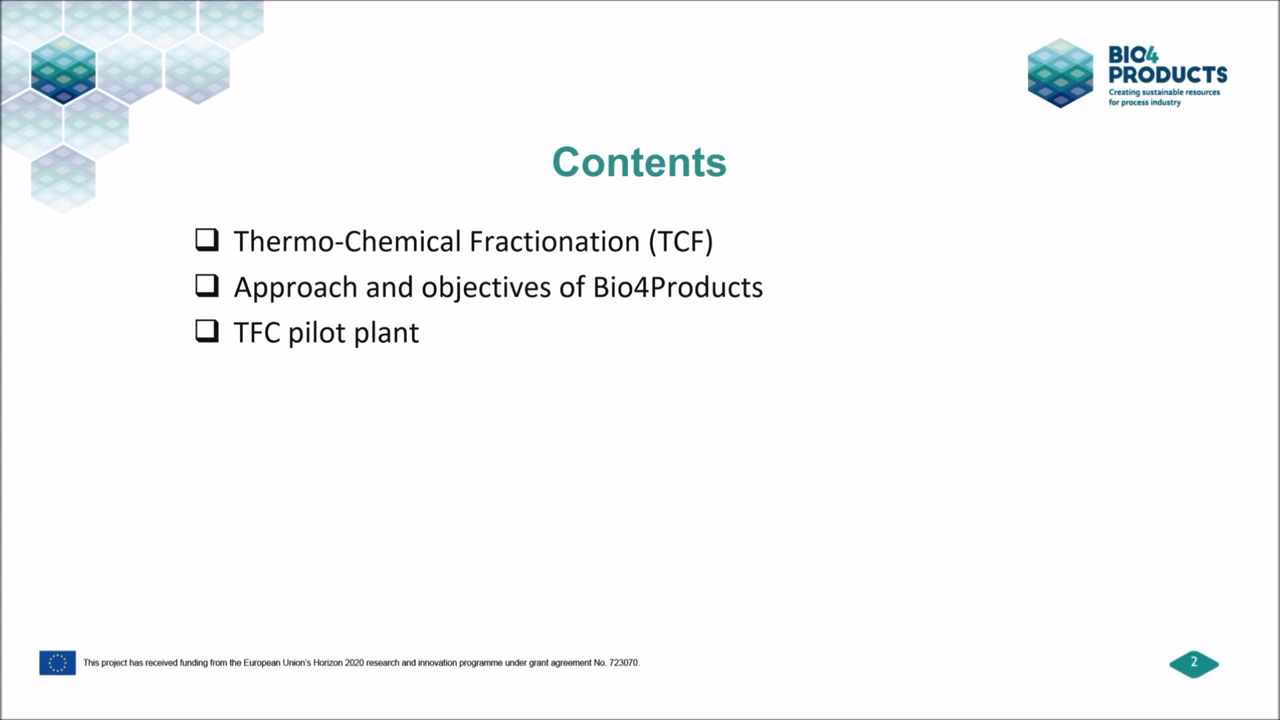 BIO4
PRODUCTS
Creating sustainable resources
for process industry
Contents
Thermo-Chemical Fractionation (TCF)
Approach and objectives of Bio4Products
TFC pilot plant
This project has received funding from the European Union's Horizon 2020 research and innovation programme under grant agreement No. 723070.
2